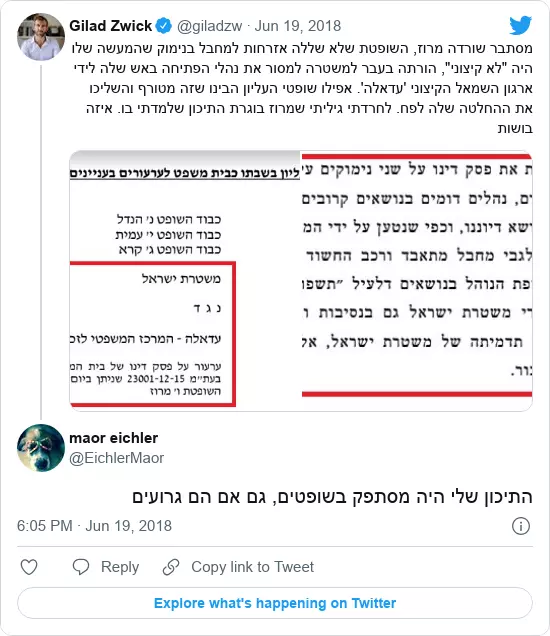 Gilad Zwick @giladzw · Jun 19, 2018
מסתבר שורדה מרוז, השופטת שלא שללה אזרחות למחבל בנימוק שהמעשה שלו
היה "לא קיצוני", הורתה בעבר למשטרה למסור את נהלי הפתיחה באש שלה לידי
ארגון השמאל הקיצוני 'עדאלה'. אפילו שופטי העליון הבינו שזה מטורף והשליכו
את ההחלטה שלה לפח. לחרדתי גיליתי שמרוז בוגרת התיכון שלמדתי בו. איזה
בושות
ליון בשבתו כבית משפט לערעורים בעניינים
כבוד השופט נ' הנדל
כבוד השופט י' עמית
כבוד השופט ג' קרא
משטרת ישראל
נ ג ד
עדאלה - המרכז המשפטי לזכ
ערעור על פסק דינו של בית המ
בעת"מ 23001-12-15 שניתן ביום
השופטת ו' מרוז
ת את פסק דינו על שני נימוקים
ים, נהלים דומים בנושאים קרובים
ושא דיוננו, וכפי שנטען על ידי המ
לגבי מחבל מתאבד ורכב החשוד
פת הנוהל בנושאים דלעיל "תשפ
רי משטרת ישראל גם בנסיבות
תדמיתה של משטרת ישראל, אל
ור.
maor eichler
@EichlerMaor
התיכון שלי היה מסתפק בשופטים, גם אם הם גרועים
6:05 PM · Jun 19, 2018
Reply Copy link to Tweet
Explore what's happening on Twitter